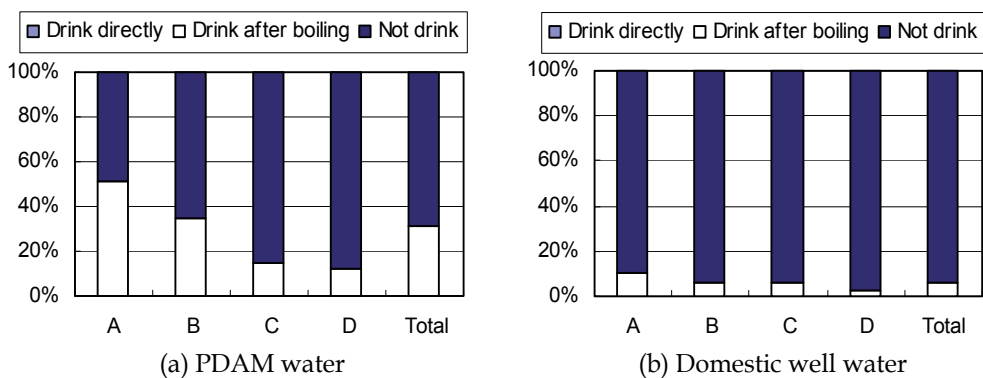 Drink directly Drink after boiling Not drink
100%
80%
60%
40%
20%
0%
A B C D Total
(a) PDAM water
Drink directly Drink after boiling Not drink
100%
80%
60%
40%
20%
0%
A B C D Total
(b) Domestic well water